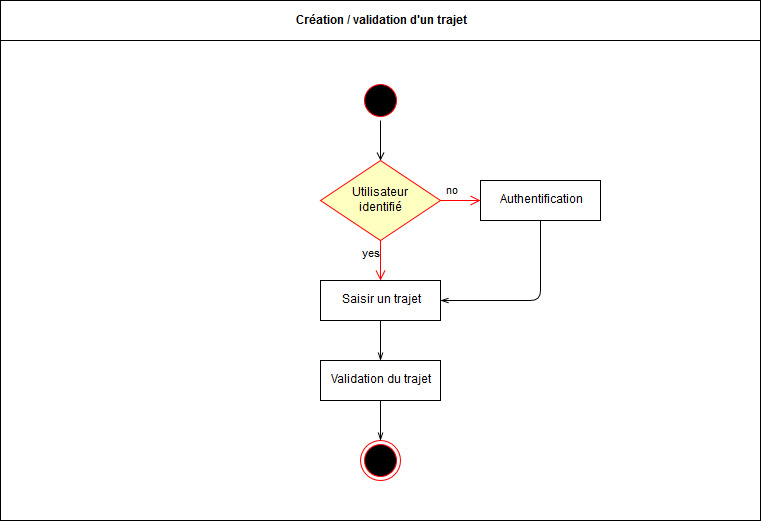 Création / validation d'un trajet
Utilisateur
identifié
no
Authentification
yes
Saisir un trajet
Validation du trajet